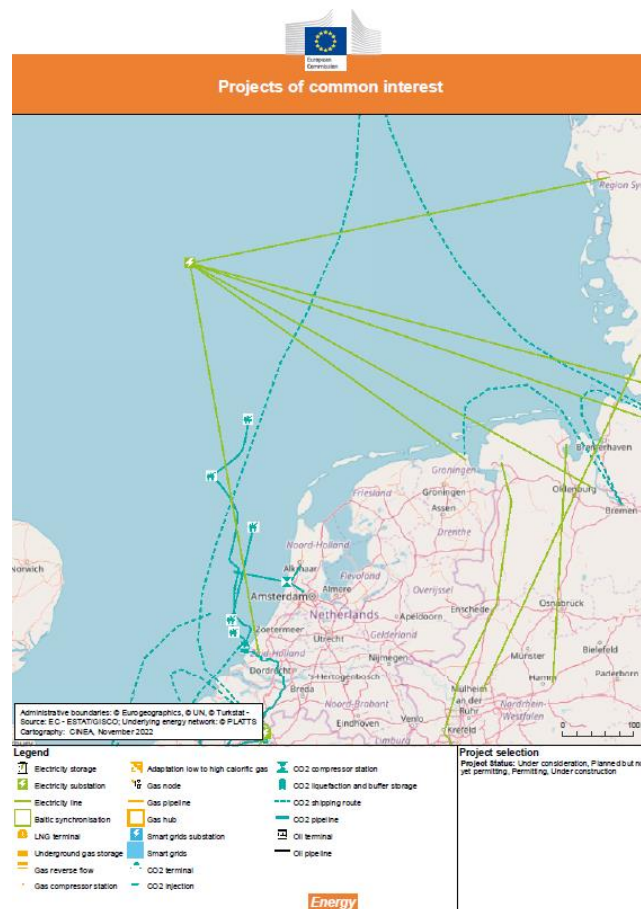 European
Commission
Projects of common interest
Region Sy
Bremerhaven
Groningen
Oldenburg
Friesland
Groningen
Assen
Bremen
Drenthe
Noord-Holland
Norwich
Alkmaar
Flevofond
Amsterdam
Almere
Overijssel
Netherlands
Apeldoorn
Enschede
Osnabrück
Zoetermeer
Utrecht
Gelderland
Zuid-Holland
Nijmegen
Münster
Bielefeld
Dordrecht
's-Hertogenbosch
Hamm
Pader
Breda
Noord-Brabant
Mülheim
an der
Ruhr
Nordrhein-
Westfalen
Eindhoven
Venlo
Krefeld
Limburg
0 100
Administrative boundaries: © Eurogeographics, © UN, © Turkstat -
Source: EC - ESTAT/GISCO; Underlying energy network: © PLATTS
Cartography: CINEA, November 2022
Legend
Electricity storage
Electricity substation
Electricity line
Baltic synchronisation
LNG terminal
Underground gas storage
Gas reverse flow
Gas compressor station
Adaptation low to high calorific gas
Gas node
Gas pipeline
Gas hub
Smart grids substation
Smart grids
CO2 terminal
CO2 injection
CO2 compressor station
CO2 liquefaction and buffer storage
CO2 shipping route
CO2 pipeline
Oil terminal
Oil pipeline
Project selection
Project Status: Under consideration, Planned but no
yet permitting, Permitting, Under construction
Energy